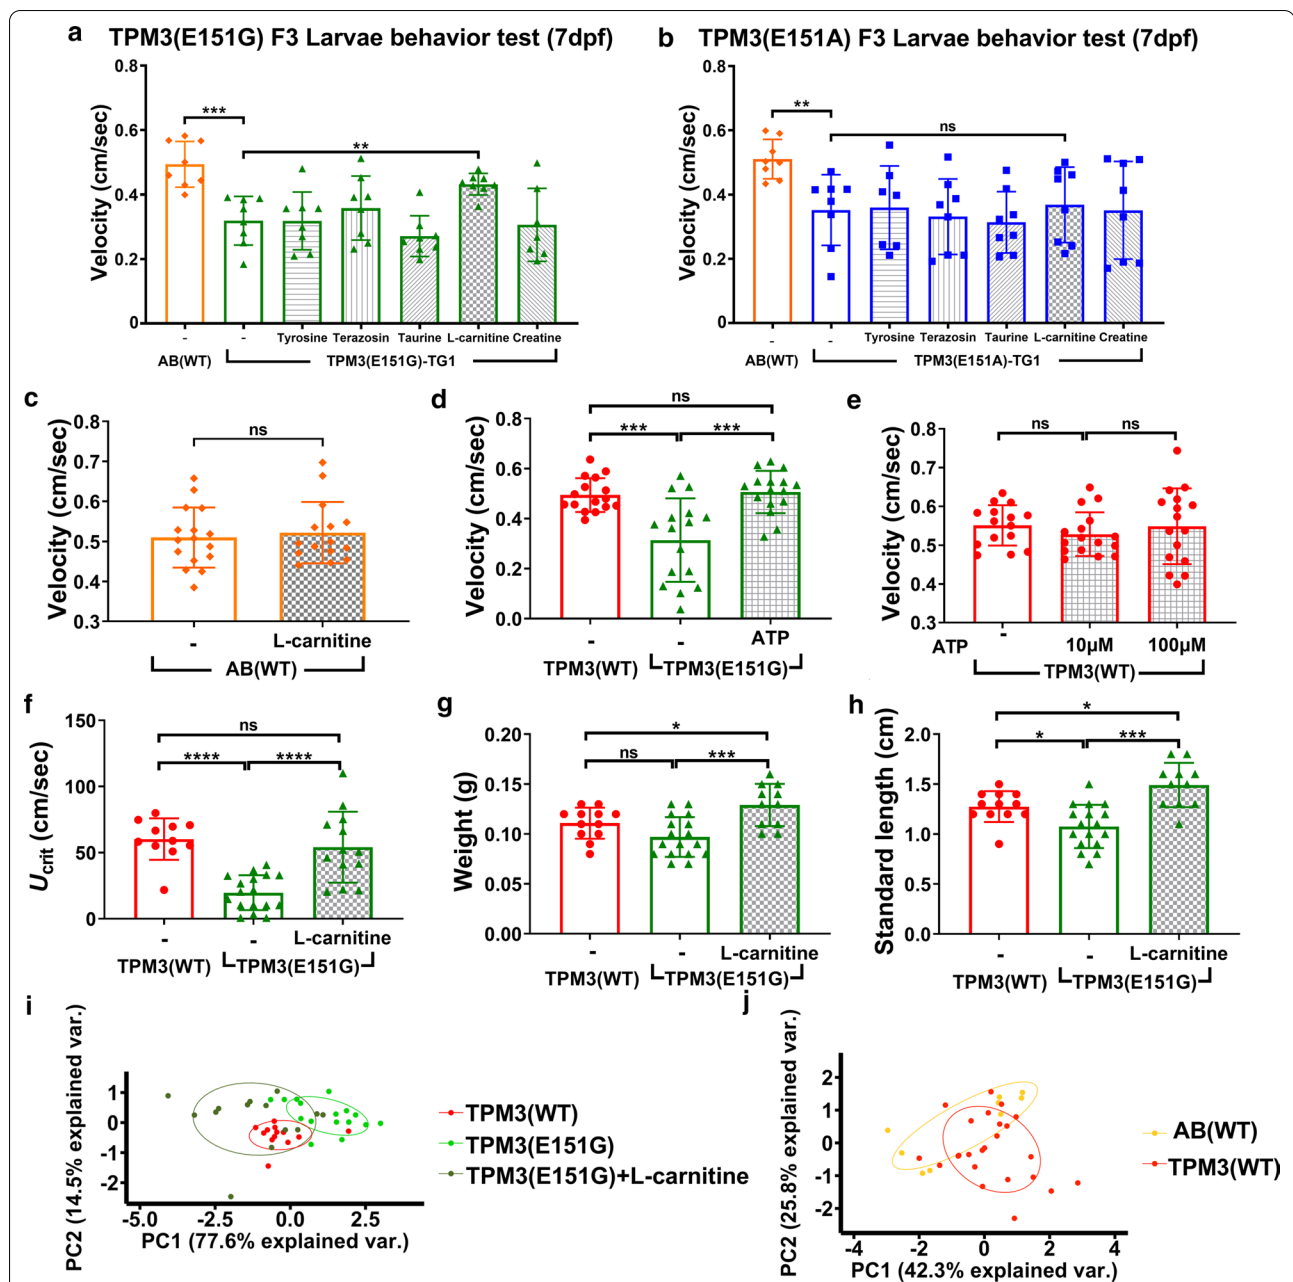 a TPM3(E151G) F3 Larvae behavior test (7dpf)
Velocity (cm/sec)
0.8
0.6
0.4
0.2
0
***
**
- - Tyrosine Terazosin Taurine L-carnitine Creatine
AB(WT) TPM3(E151G)-TG1
b TPM3(E151A) F3 Larvae behavior test (7dpf)
Velocity (cm/sec)
0.8
0.6
0.4
0.2
0
**
ns
- - Tyrosine Terazosin Taurine L-carnitine Creatine
AB(WT) TPM3(E151A)-TG1
c
Velocity (cm/sec)
0.8
0.7
0.6
0.5
0.4
0.3
ns
- L-carnitine
AB(WT)
d
Velocity (cm/sec)
0.8
0.6
0.4
0.2
0.0
ns
*** ***
- - ATP
TPM3(WT) TPM3(E151G)
e
Velocity (cm/sec)
0.8
0.7
0.6
0.5
0.4
0.3
ns ns
ATP - 10μM 100μM
TPM3(WT)
f
Ucrit (cm/sec)
150
100
50
0
ns
**** ****
- - L-carnitine
TPM3(WT) TPM3(E151G)
g
Weight (g)
0.20
0.15
0.10
0.05
0.00
*
ns ***
- - L-carnitine
TPM3(WT) TPM3(E151G)
h
Standard length (cm)
2.0
1.5
1.0
0.5
0.0
*
* ***
- - L-carnitine
TPM3(WT) TPM3(E151G)
i
PC2 (14.5% explained var.)
1
0
-1
-2
-5.0 -2.5 0.0 2.5
PC1 (77.6% explained var.)
TPM3(WT)
TPM3(E151G)
TPM3(E151G)+L-carnitine
j
PC2 (25.8% explained var.)
2
1
0
-1
-2
-4 -2 0 2 4
PC1 (42.3% explained var.)
AB(WT)
TPM3(WT)